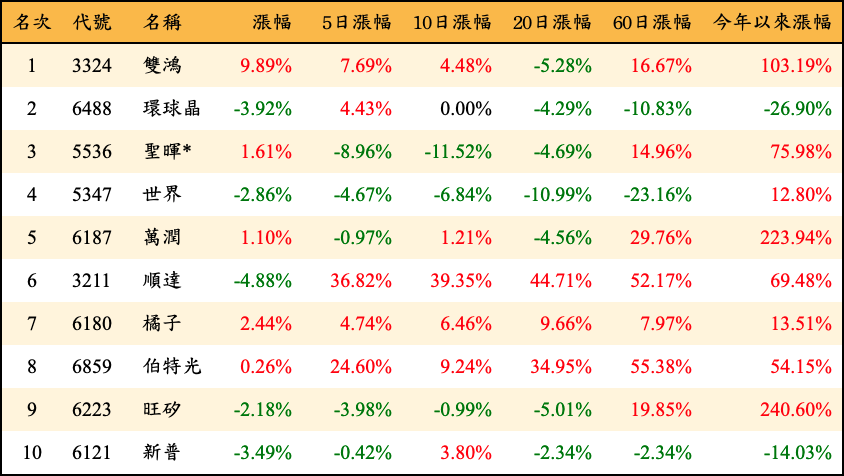 名次 代號 名稱 漲幅 5日漲幅 10日漲幅 20日漲幅 60日漲幅 今年以來漲幅
1 3324 雙鴻 9.89% 7.69% 4.48% -5.28% 16.67% 103.19%
2 6488 環球晶 -3.92% 4.43% 0.00% -4.29% -10.83% -26.90%
3 5536 聖暉* 1.61% -8.96% -11.52% -4.69% 14.96% 75.98%
4 5347 世界 -2.86% -4.67% -6.84% -10.99% -23.16% 12.80%
5 6187 萬潤 1.10% -0.97% 1.21% -4.56% 29.76% 223.94%
6 3211 順達 -4.88% 36.82% 39.35% 44.71% 52.17% 69.48%
7 6180 橘子 2.44% 4.74% 6.46% 9.66% 7.97% 13.51%
8 6859 伯特光 0.26% 24.60% 9.24% 34.95% 55.38% 54.15%
9 6223 旺矽 -2.18% -3.98% -0.99% -5.01% 19.85% 240.60%
10 6121 新普 -3.49% -0.42% 3.80% -2.34% -2.34% -14.03%